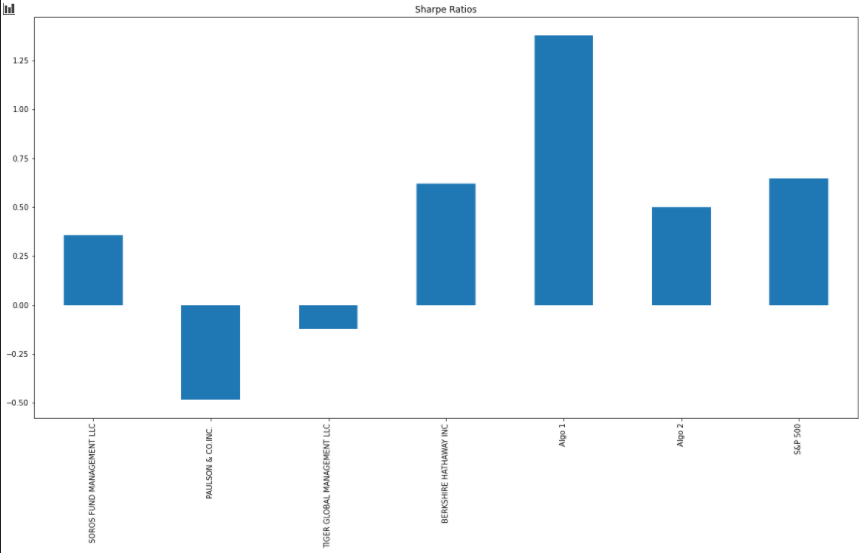 Sharpe Ratios
1.25
1.00
0.75
0.50
0.25
0.00
−0.25
−0.50
SOROS FUND MANAGEMENT LLC
PAULSON & CO.INC.
TIGER GLOBAL MANAGEMENT LLC
BERKSHIRE HATHAWAY INC
Algo 1
Algo 2
S&P 500